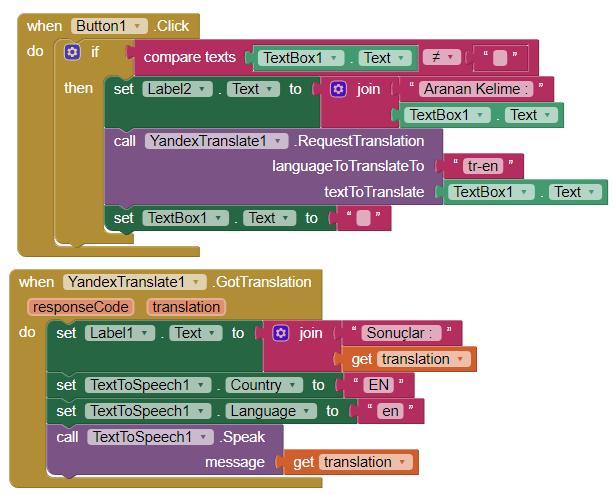 when Button1 .Click
do if compare texts TextBox1 . Text ≠ “ ”
then set Label2 . Text to join “ Aranan Kelime : ”
TextBox1 . Text
call YandexTranslate1 .RequestTranslation
languageToTranslateTo “ tr-en ”
textToTranslate TextBox1 . Text
set TextBox1 . Text to “ ”
when YandexTranslate1 .GotTranslation
responseCode translation
do set Label1 . Text to join “ Sonuçlar : ”
get translation
set TextToSpeech1 . Country to “ EN ”
set TextToSpeech1 . Language to “ en ”
call TextToSpeech1 .Speak
message get translation